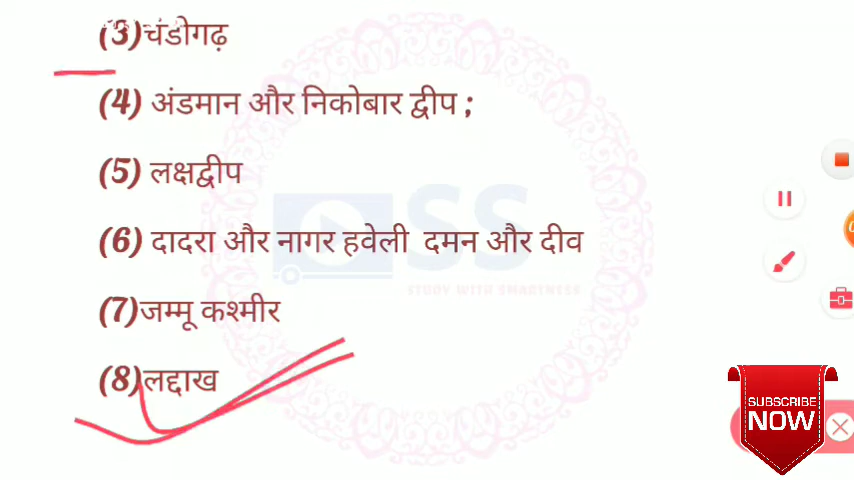 (3)चंडीगढ़
(4) अंडमान और निकोबार द्वीप ;
(5) लक्षद्वीप
SS
(6) दादरा और नागर हवेली दमन और दीव
STUDY WITH SMARTNESS
(7)जम्मू कश्मीर
(8)लद्दाख
SUBSCRIBE
NOW